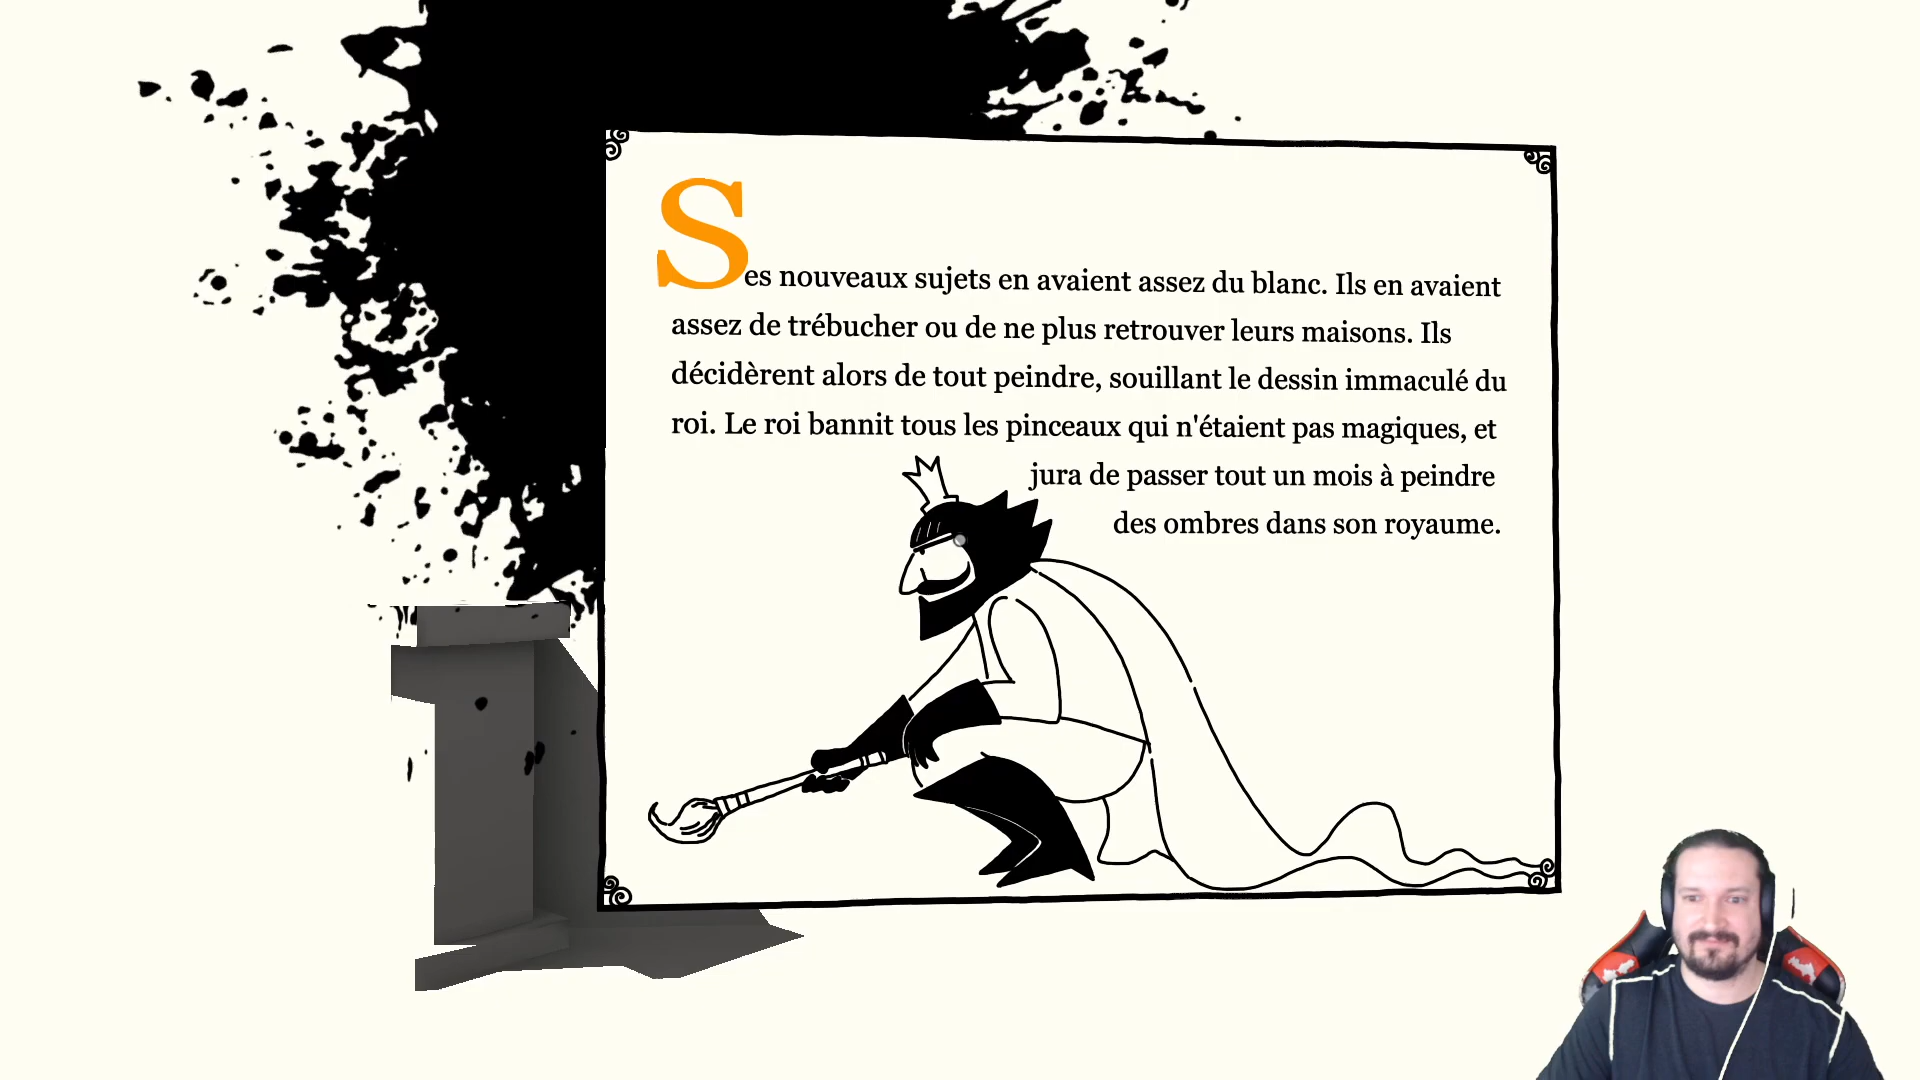 Ses nouveaux sujets en avaient assez du blanc. Ils en avaient
assez de trébucher ou de ne plus retrouver leurs maisons. Ils
décidèrent alors de tout peindre, souillant le dessin immaculé du
roi. Le roi bannit tous les pinceaux qui n'étaient pas magiques, et
jura de passer tout un mois à peindre
des ombres dans son royaume.